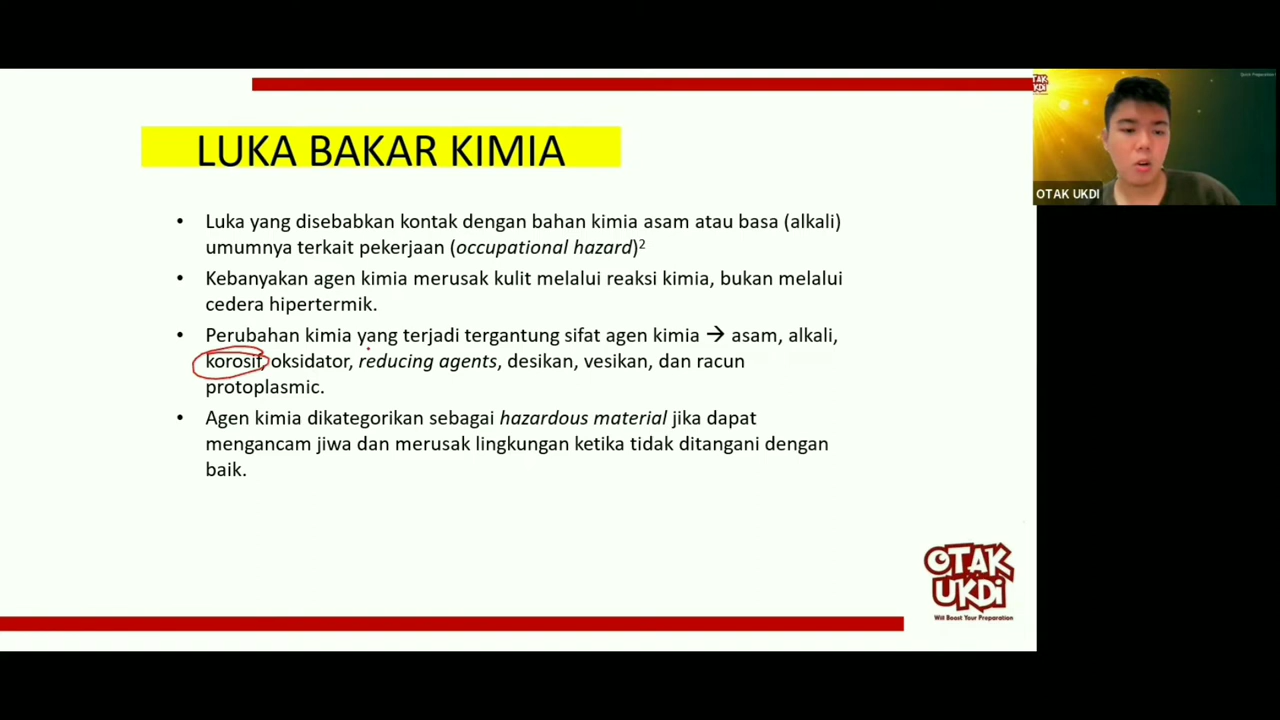 LUKA BAKAR KIMIA
• Luka yang disebabkan kontak dengan bahan kimia asam atau basa (alkali)
umumnya terkait pekerjaan (occupational hazard)²
• Kebanyakan agen kimia merusak kulit melalui reaksi kimia, bukan melalui
cedera hipertermik.
• Perubahan kimia yang terjadi tergantung sifat agen kimia → asam, alkali,
korosif, oksidator, reducing agents, desikan, vesikan, dan racun
protoplasmic.
• Agen kimia dikategorikan sebagai hazardous material jika dapat
mengancam jiwa dan merusak lingkungan ketika tidak ditangani dengan
baik.
OTAK UKDI
OTAK
UKDi
Will Boost Your Preparation